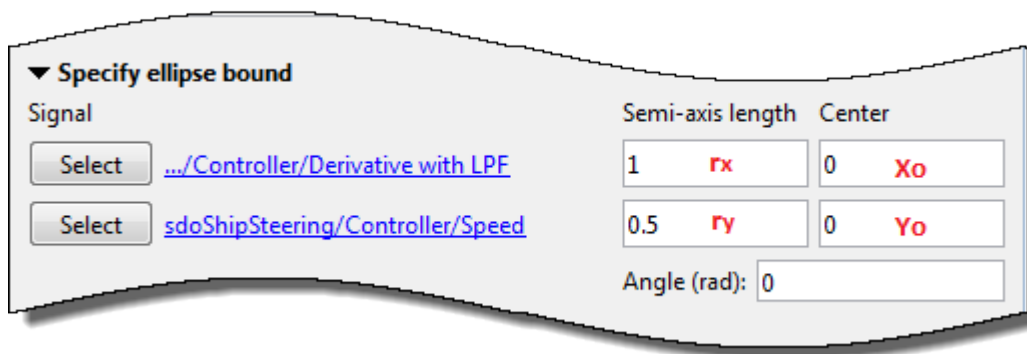 ▼ Specify ellipse bound
Signal Semi-axis length Center
Select .../Controller/Derivative with LPF 1 rx 0 Xo
Select sdoShipSteering/Controller/Speed 0.5 ry 0 Yo
Angle (rad): 0